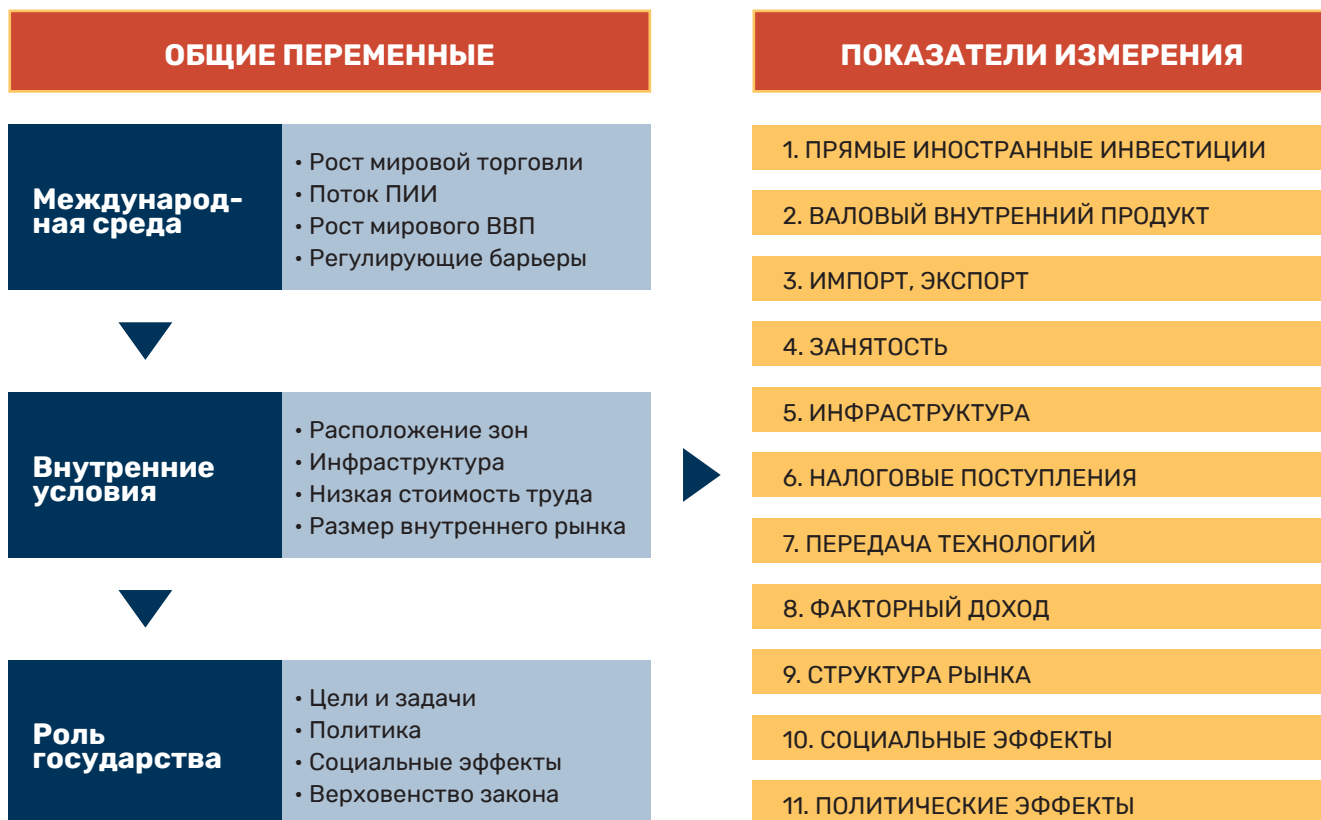 ОБЩИЕ ПЕРЕМЕННЫЕ
Международ-
ная среда
• Рост мировой торговли
• Поток ПИИ
• Рост мирового ВВП
• Регулирующие барьеры
Внутренние
условия
• Расположение зон
• Инфраструктура
• Низкая стоимость труда
• Размер внутреннего рынка
Роль
государства
• Цели и задачи
• Политика
• Социальные эффекты
• Верховенство закона
ПОКАЗАТЕЛИ ИЗМЕРЕНИЯ
1. ПРЯМЫЕ ИНОСТРАННЫЕ ИНВЕСТИЦИИ
2. ВАЛОВЫЙ ВНУТРЕННИЙ ПРОДУКТ
3. ИМПОРТ, ЭКСПОРТ
4. ЗАНЯТОСТЬ
5. ИНФРАСТРУКТУРА
6. НАЛОГОВЫЕ ПОСТУПЛЕНИЯ
7. ПЕРЕДАЧА ТЕХНОЛОГИЙ
8. ФАКТОРНЫЙ ДОХОД
9. СТРУКТУРА РЫНКА
10. СОЦИАЛЬНЫЕ ЭФФЕКТЫ
11. ПОЛИТИЧЕСКИЕ ЭФФЕКТЫ